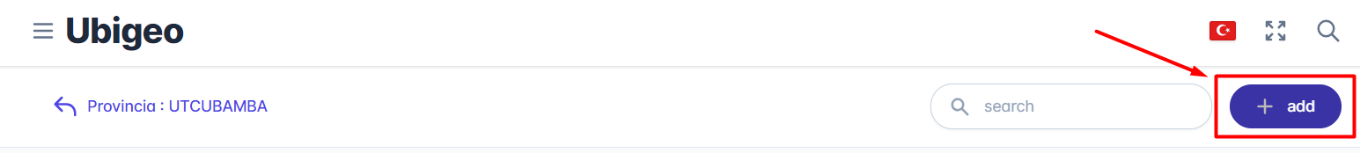 Ubigeo
Provincia : UTCUBAMBA
search
add